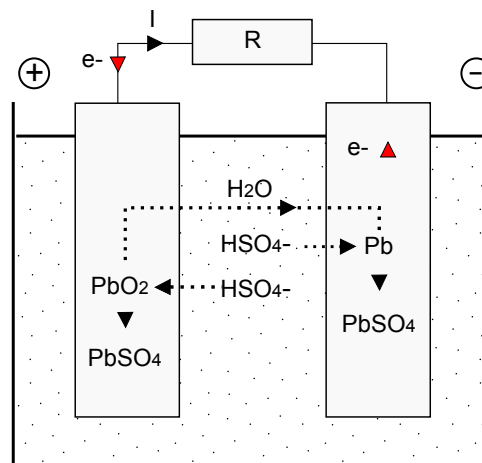 I
R
e-
+
−
e-
H2O
HSO4-
Pb
PbO2
HSO4-
PbSO4
PbSO4